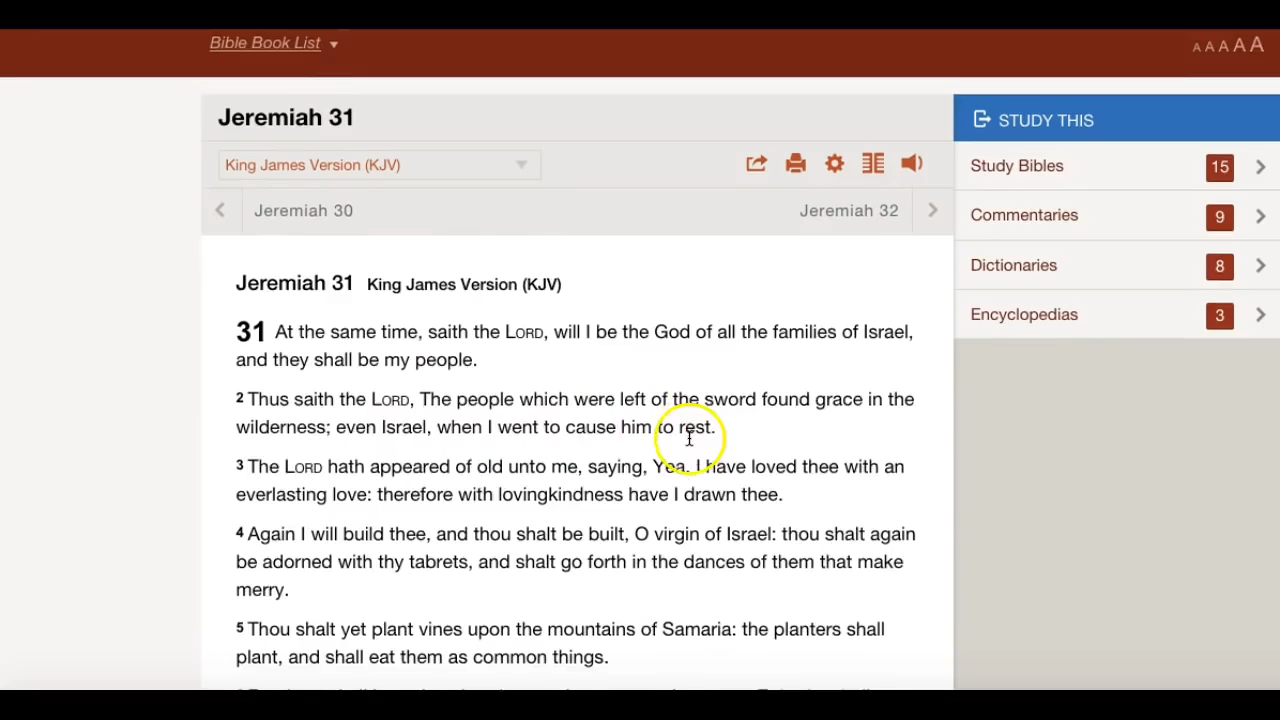 Bible Book List
A A A A A
Jeremiah 31
STUDY THIS
King James Version (KJV)
Study Bibles 15
Jeremiah 30
Jeremiah 32
Commentaries 9
Dictionaries 8
Encyclopedias 3
Jeremiah 31 King James Version (KJV)
31 At the same time, saith the LORD, will I be the God of all the families of Israel,
and they shall be my people.
2 Thus saith the LORD, The people which were left of the sword found grace in the
wilderness; even Israel, when I went to cause him to rest.
3 The LORD hath appeared of old unto me, saying, Yea, I have loved thee with an
everlasting love: therefore with lovingkindness have I drawn thee.
4 Again I will build thee, and thou shalt be built, O virgin of Israel: thou shalt again
be adorned with thy tabrets, and shalt go forth in the dances of them that make
merry.
5 Thou shalt yet plant vines upon the mountains of Samaria: the planters shall
plant, and shall eat them as common things.